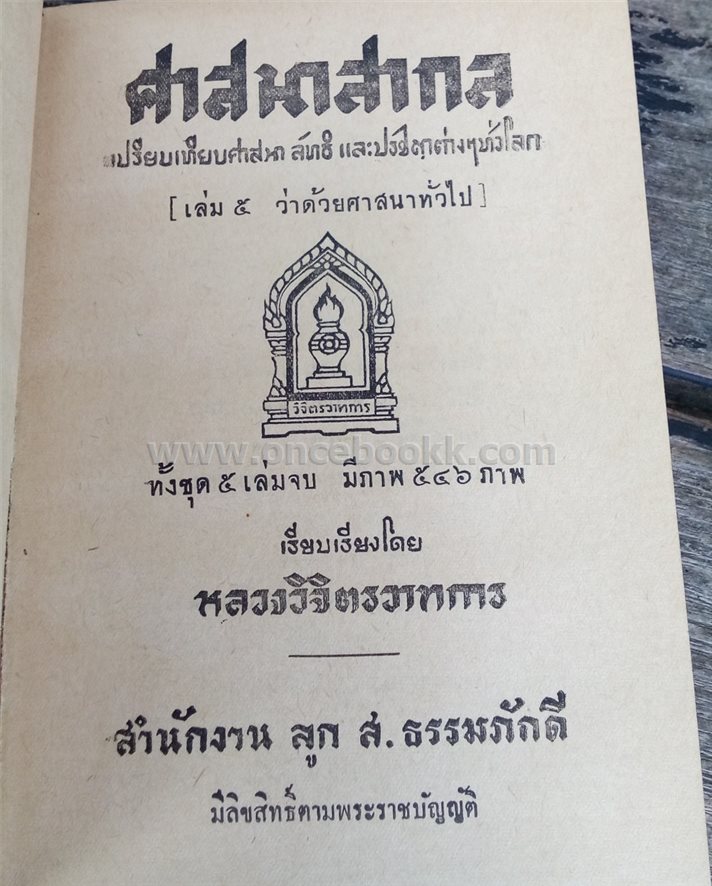 ศาสนาสากล
เปรียบเทียบศาสนา ลัทธิ และปรัชญาต่างๆทั่วโลก
[ เล่ม ๕ ว่าด้วยศาสนาทั่วไป ]
วิจิตรวาทการ
www.oncebookk.com
ทั้งชุด ๕ เล่มจบ มีภาพ ๕๔๖ ภาพ
เรียบเรียงโดย
หลวงวิจิตรวาทการ
สำนักงาน ลูก ส. ธรรมภักดี
มีลิขสิทธิ์ตามพระราชบัญญัติ